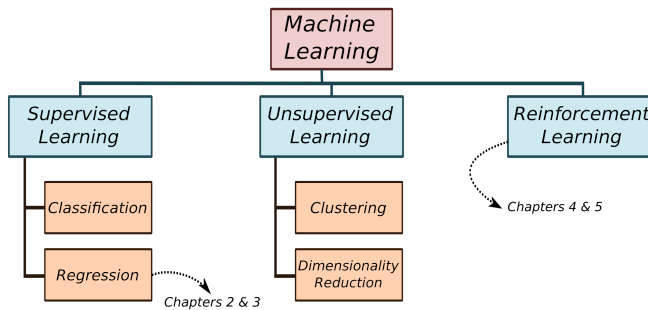 Machine
Learning
Supervised
Learning
Unsupervised
Learning
Reinforcement
Learning
Classification
Clustering
Chapters 4 & 5
Regression
Dimensionality
Reduction
Chapters 2 & 3